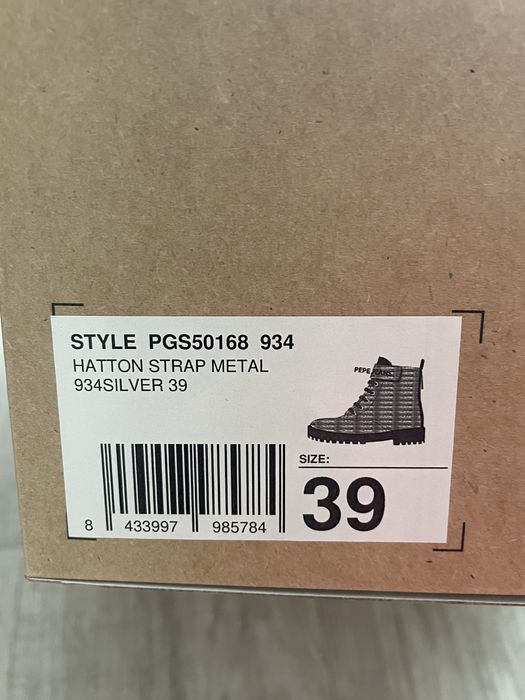 STYLE PGS50168 934
HATTON STRAP METAL
934SILVER 39
PEPE JEANS
SIZE:
39
8 433997 985784